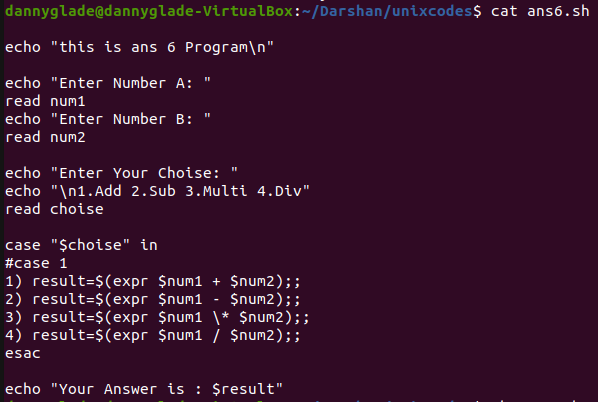 dannyglade@dannyglade-VirtualBox:~/Darshan/unixcodes$ cat ans6.sh
echo "this is ans 6 Program\n"
echo "Enter Number A: "
read num1
echo "Enter Number B: "
read num2
echo "Enter Your Choise: "
echo "\n1.Add 2.Sub 3.Multi 4.Div"
read choise
case "$choise" in
#case 1
1) result=$(expr $num1 + $num2);;
2) result=$(expr $num1 - $num2);;
3) result=$(expr $num1 \* $num2);;
4) result=$(expr $num1 / $num2);;
esac
echo "Your Answer is : $result"